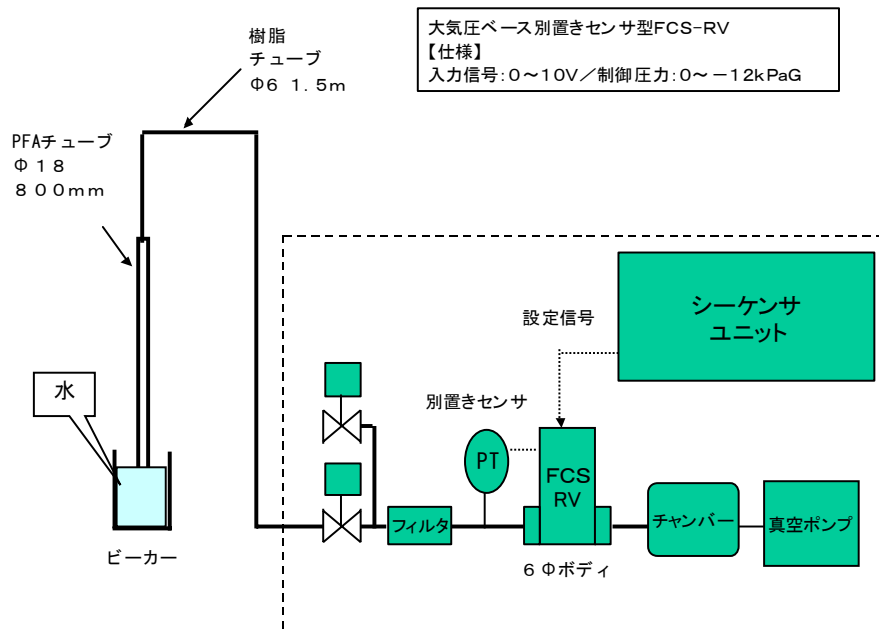 大気圧ベース別置きセンサ型FCS-RV
【仕様】
入力信号:0～10V／制御圧力:0～－12kPaG
樹脂
チューブ
Φ6 1.5m
PFAチューブ
Φ18
800mm
シーケンサ
ユニット
設定信号
水
別置きセンサ
PT
FCS
RV
フィルタ
チャンバー
真空ポンプ
ビーカー
6Φボディ